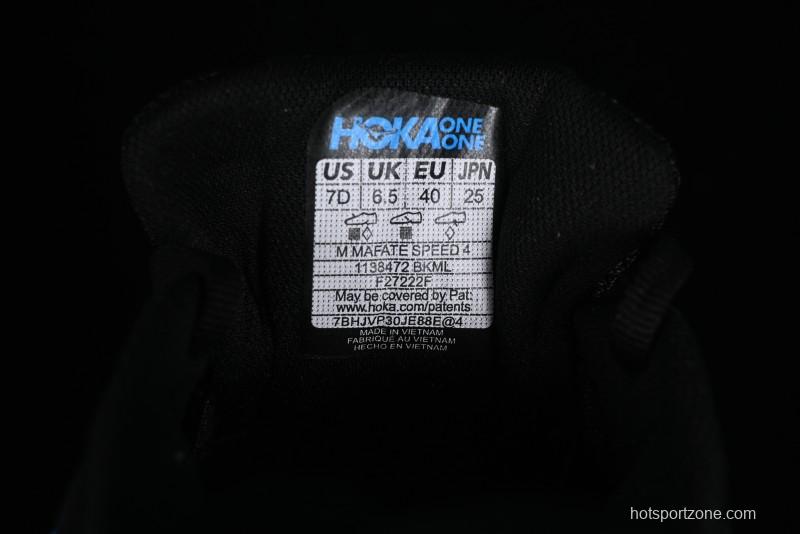 HOKA ONE ONE
US UK EU JPN
7D 6.5 40 25
M MAFATE SPEED 4
1138472 BKML
F27222F
May be covered by Pat:
www.hoka.com/patents
7BHJVP30JE88E@4
MADE IN VIETNAM
FABRIQUÉ AU VIETNAM
HECHO EN VIETNAM
hotsportzone.com